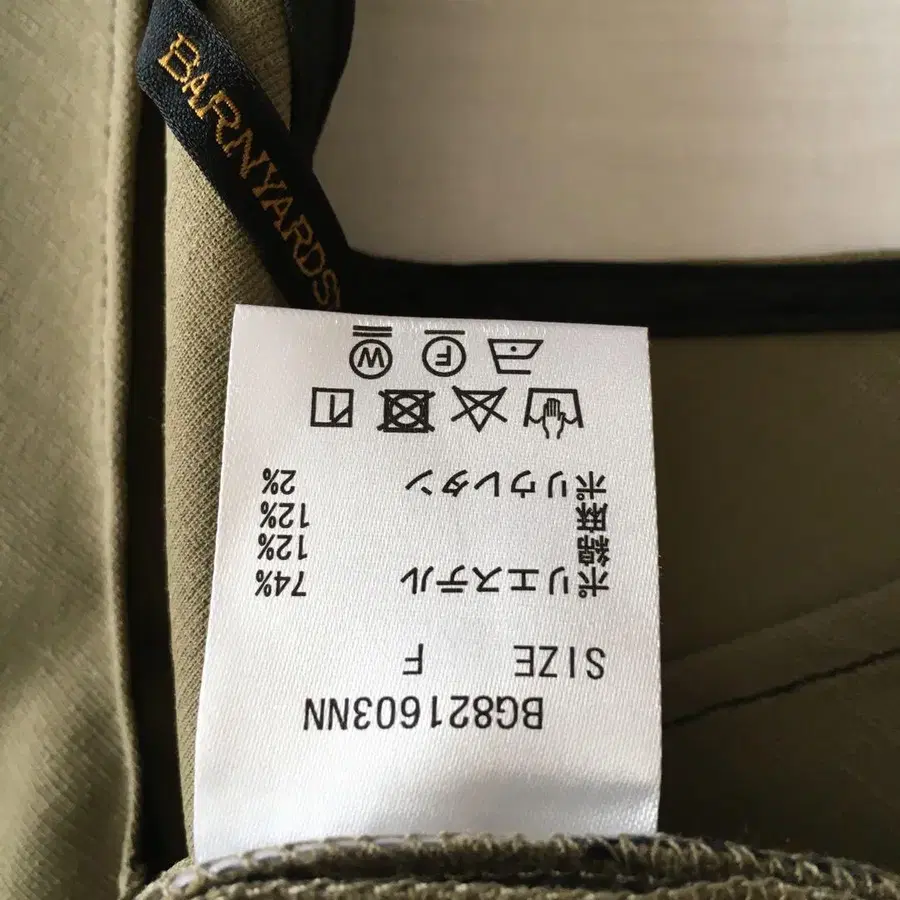 BARNYARDS
BG821603NN
SIZE F
ポリエステル 74%
綿 12%
麻 12%
ポリウレタン 2%
F W